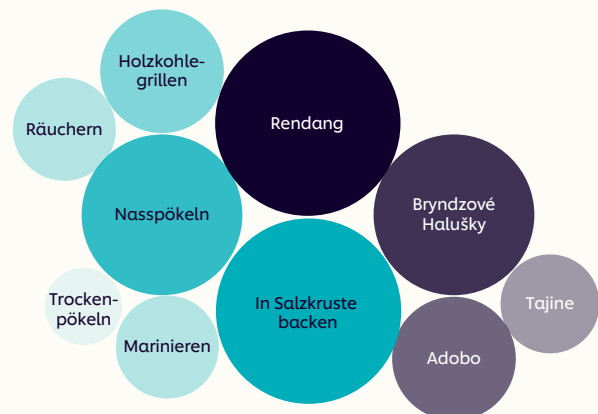 Holzkohle-
grillen
Rendang
Räuchern
Nasspökeln
Bryndzové
Halušky
Trocken-
pökeln
Marinieren
In Salzkruste
backen
Tajine
Adobo